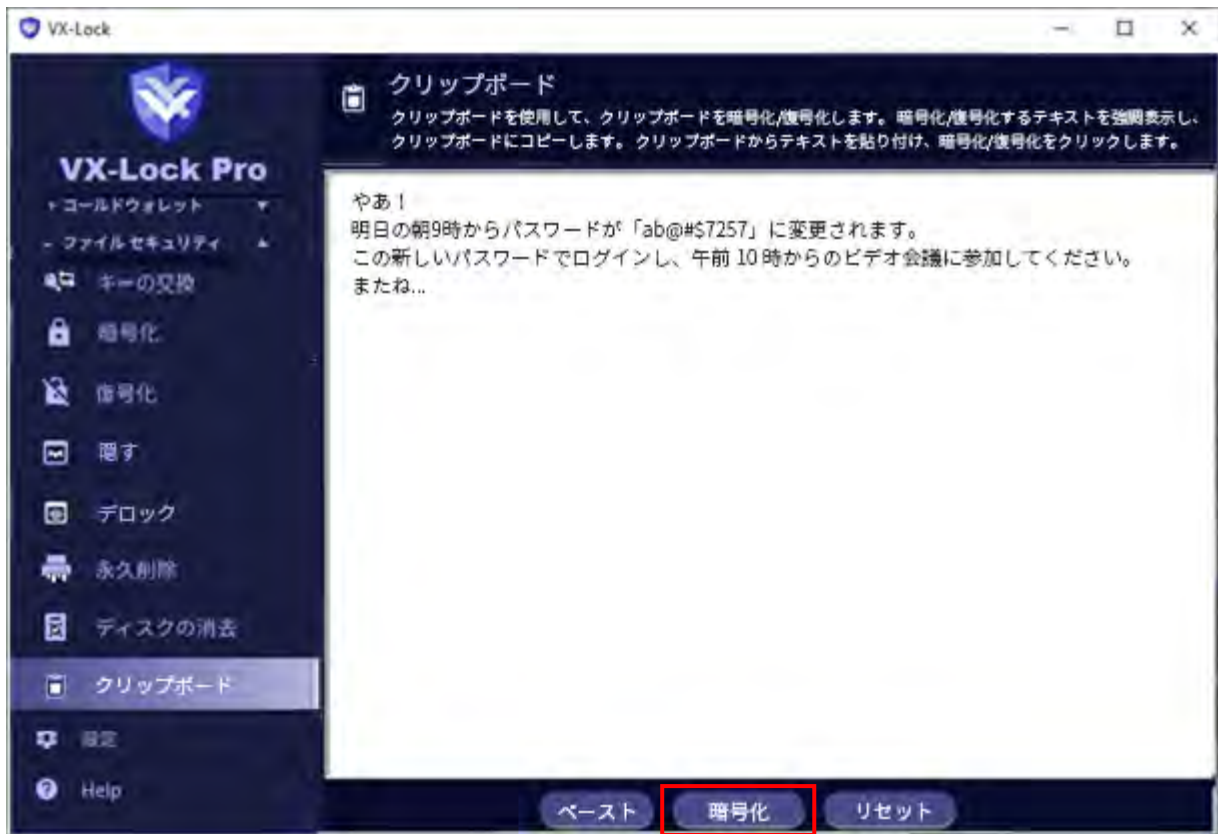 VX-Lock
VX-Lock Pro
+ コールドウォレット
- ファイルセキュリティ
キーの交換
暗号化
復号化
隠す
デロック
永久削除
ディスクの消去
クリップボード
設定
Help
クリップボード
クリップボードを使用して、クリップボードを暗号化/復号化します。暗号化/復号化するテキストを強調表示し、
クリップボードにコピーします。クリップボードからテキストを貼り付け、暗号化/復号化をクリックします。
やあ！
明日の朝9時からパスワードが「ab@#$7257」に変更されます。
この新しいパスワードでログインし、午前 10 時からのビデオ会議に参加してください。
またね...
ペースト
暗号化
リセット